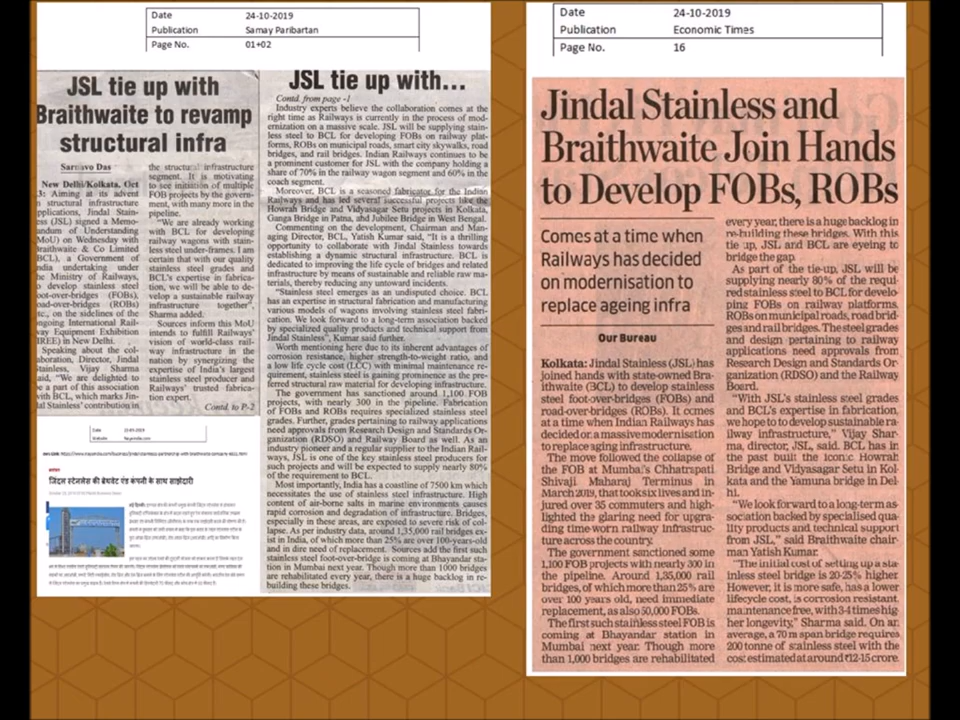 Date 24-10-2019
Publication Samay Paribartan
Page No. 01+02
JSL tie up with
Braithwaite to revamp
structural infra
Sarnavo Das
New Delhi/Kolkata, Oct
3: Aiming at its advent
n structural infrastructure
pplications, Jindal Stain-
ess (JSL) signed a Memo-
andum of Understanding
MoU) on Wednesday with
Braithwaite & Co Limited
BCL), a Government of
ndia undertaking under
he Ministry of Railways,
o develop stainless steel
oot-over-bridges (FOBs),
oad-over-bridges (ROBs)
tc., on the sidelines of the
ngoing International Rail-
way Equipment Exhibition
IREE) in New Delhi.
Speaking about the col-
aboration, Director, Jindal
tainless, Vijay Sharma
aid, "We are delighted to
e a part of this association
with BCL, which marks Jin-
al Stainless' contribution in
the structural infrastructure
segment. It is motivating
to see initiation of multiple
FOB projects by the govern-
ment, with many more in the
pipeline.
"We are already working
with BCL for developing
railway wagons with stain-
less steel under-frames. I am
certain that with our quality
stainless steel grades and
BCL's expertise in fabrica-
tion, we will be able to de-
velop a sustainable railway
infrastructure together",
Sharma added.
Sources inform this MoU
intends to fulfill Railways'
vision of world-class rail-
way infrastructure in the
nation by synergizing the
expertise of India's largest
stainless steel producer and
Railways' trusted fabrica-
tion expert.
Contd. to P-2
JSL tie up with...
Contd. from page -1
Industry experts believe the collaboration comes at the
right time as Railways is currently in the process of mod-
ernization on a massive scale. JSL will be supplying stain-
less steel to BCL for developing FOBs on railway plat-
forms, ROBs on municipal roads, smart city skywalks, road
bridges, and rail bridges. Indian Railways continues to be
a prominent customer for JSL with the company holding a
share of 70% in the railway wagon segment and 60% in the
coach segment.
Moreover, BCL is a seasoned fabricator for the Indian
Railways and has led several successful projects like the
Howrah Bridge and Vidyasagar Setu projects in Kolkata,
Ganga Bridge in Patna, and Jubilee Bridge in West Bengal.
Commenting on the development, Chairman and Man-
aging Director, BCL, Yatish Kumar said, "It is a thrilling
opportunity to collaborate with Jindal Stainless towards
establishing a dynamic structural infrastructure. BCL is
dedicated to improving the life cycle of bridges and related
infrastructure by means of sustainable and reliable raw ma-
terials, thereby reducing any untoward incidents.
"Stainless steel emerges as an undisputed choice. BCL
has an expertise in structural fabrication and manufacturing
various models of wagons involving stainless steel fabri-
cation. We look forward to a long-term association backed
by specialized quality products and technical support from
Jindal Stainless", Kumar said further.
Worth mentioning here due to its inherent advantages of
corrosion resistance, higher strength-to-weight ratio, and
a low life cycle cost (LCC) with minimal maintenance re-
quirement, stainless steel is gaining prominence as the pre-
ferred structural raw material for developing infrastructure.
The government has sanctioned around 1,100 FOB
projects, with nearly 300 in the pipeline. Fabrication
of FOBs and ROBs requires specialized stainless steel
grades. Further, grades pertaining to railway applications
need approvals from Research Design and Standards Or-
ganization (RDSO) and Railway Board as well. As an
industry pioneer and a regular supplier to the Indian Rail-
ways, JSL is one of the key stainless steel producers for
such projects and will be expected to supply nearly 80%
of the requirement to BCL.
Most importantly, India has a coastline of 7500 km which
necessitates the use of stainless steel infrastructure. High
content of air-borne salts in marine environments causes
rapid corrosion and degradation of infrastructure. Bridges,
especially in these areas, are exposed to severe risk of col-
lapse. As per industry data, around 1,35,000 rail bridges ex-
ist in India, of which more than 25% are over 100-years-old
and in dire need of replacement. Sources add the first such
stainless steel foot-over-bridge is coming at Bhayandar sta-
tion in Mumbai next year. Though more than 1000 bridges
are rehabilitated every year, there is a huge backlog in re-
building these bridges.
Date 23-04-2019
Website
जिंदल स्टेनलेस की ब्रेथवेट एंड कंपनी के साथ साझेदारी
Date 24-10-2019
Publication Economic Times
Page No. 16
Jindal Stainless and
Braithwaite Join Hands
to Develop FOBs, ROBs
Comes at a time when
Railways has decided
on modernisation to
replace ageing infra
Our Bureau
Kolkata: Jindal Stainless (JSL) has
joined hands with state-owned Bra-
ithwaite (BCL) to develop stainless
steel foot-over-bridges (FOBs) and
road-over-bridges (ROBs). It comes
at a time when Indian Railways has
decided on a massive modernisation
to replace ageing infrastructure.
The move followed the collapse of
the FOB at Mumbai's Chhatrapati
Shivaji Maharaj Terminus in
March 2019, that took six lives and in-
jured over 35 commuters and high-
lighted the glaring need for upgra-
ding time-worn railway infrastruc-
ture across the country.
The government sanctioned some
1,100 FOB projects with nearly 300 in
the pipeline. Around 1,35,000 rail
bridges, of which more than 25% are
over 100 years old, need immediate
replacement, as also 50,000 FOBs.
The first such stainless steel FOB is
coming at Bhayandar station in
Mumbai next year. Though more
than 1,000 bridges are rehabilitated
every year, there is a huge backlog in
re-building these bridges. With this
tie up, JSL and BCL are eyeing to
bridge the gap.
As part of the tie-up, JSL will be
supplying nearly 80% of the requi-
red stainless steel to BCL for develo-
ping FOBs on railway platforms,
ROBs on municipal roads, road brid-
ges and rail bridges. The steel grades
and design pertaining to railway
applications need approvals from
Research Design and Standards Or-
ganization (RDSO) and the Railway
Board.
"With JSL's stainless steel grades
and BCL's expertise in fabrication,
we hope to develop sustainable ra-
ilway infrastructure," Vijay Shar-
ma, director, JSL, said. BCL has in
the past built the iconic Howrah
Bridge and Vidyasagar Setu in Kol-
kata and the Yamuna bridge in Del-
hi.
"We look forward to a long-term as-
sociation backed by specialised qua-
lity products and technical support
from JSL," said Braithwaite chair-
man Yatish Kumar.
"The initial cost of setting up a sta-
inless steel bridge is 20-25% higher
However, it is more safe, has a lower
lifecycle cost, is corrosion resistant,
maintenance free, with 3-4 times hig-
her longevity," Sharma said. On an
average, a 70 m span bridge requires
200 tonne of stainless steel with the
cost estimated at around ₹12-15 crore.